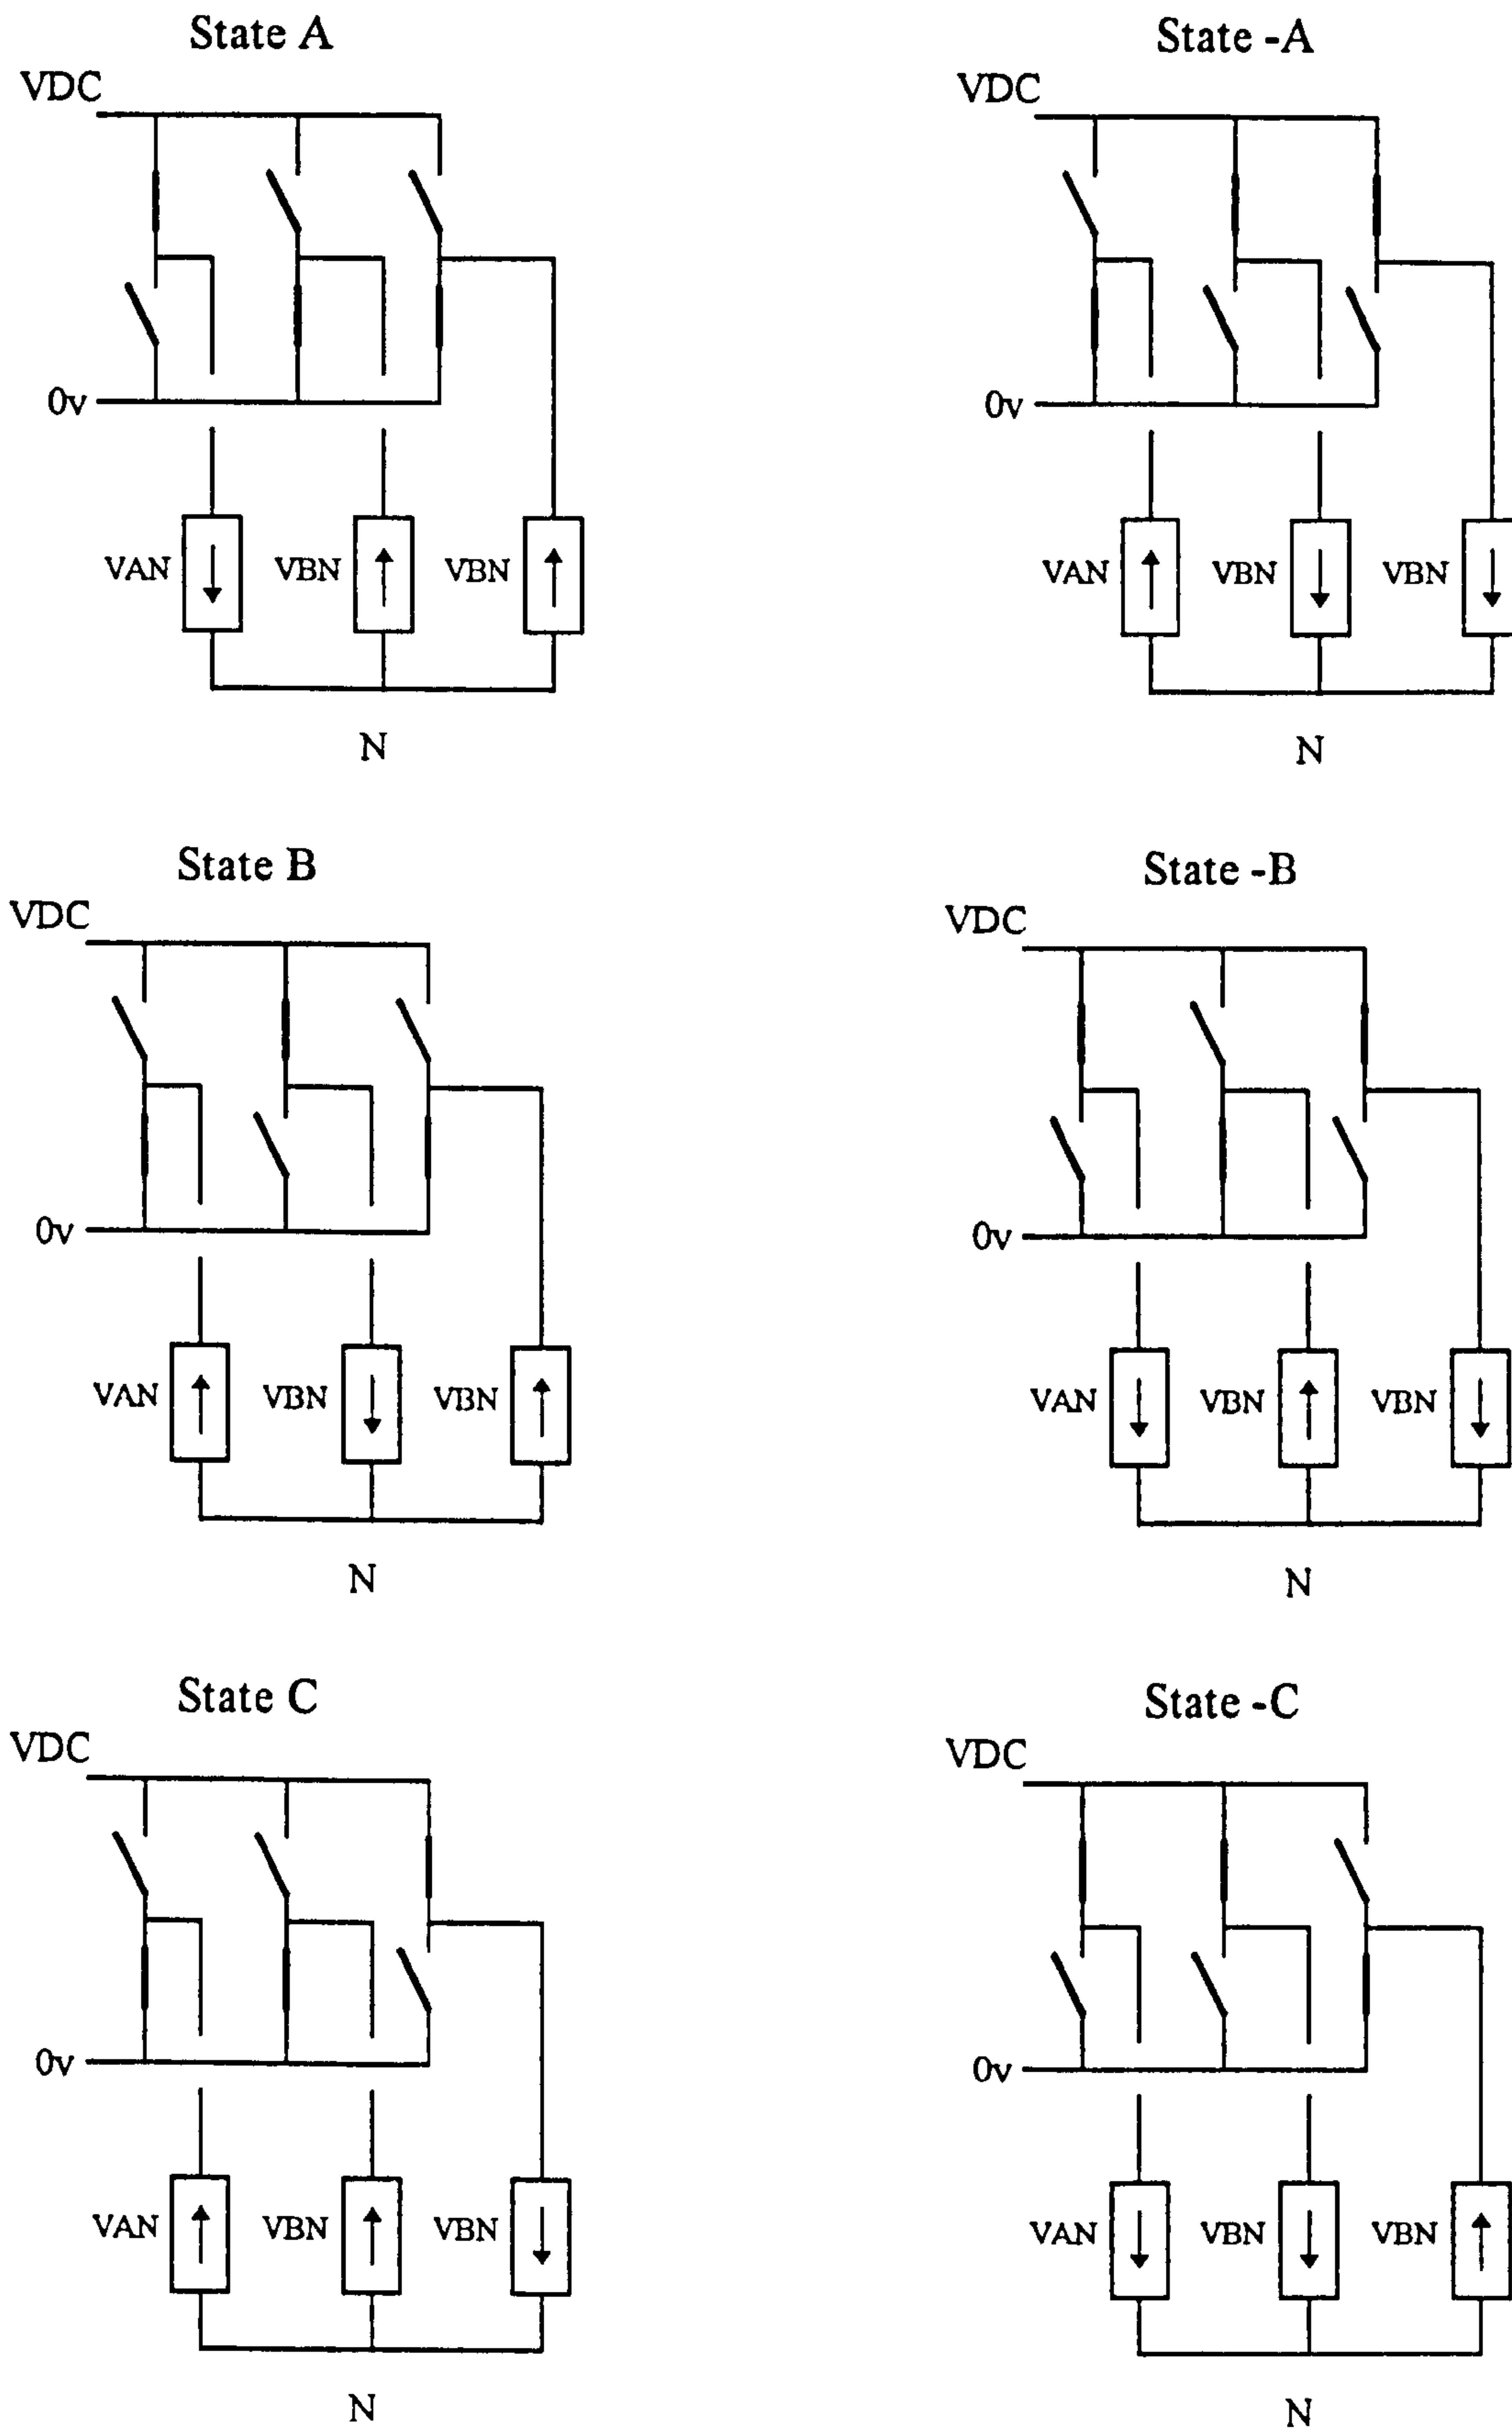 State A
VDC
0v
VAN VBN VBN
N
State -A
VDC
0v
VAN VBN VBN
N
State B
VDC
0v
VAN VBN VBN
N
State -B
VDC
0v
VAN VBN VBN
N
State C
VDC
0v
VAN VBN VBN
N
State -C
VDC
0v
VAN VBN VBN
N